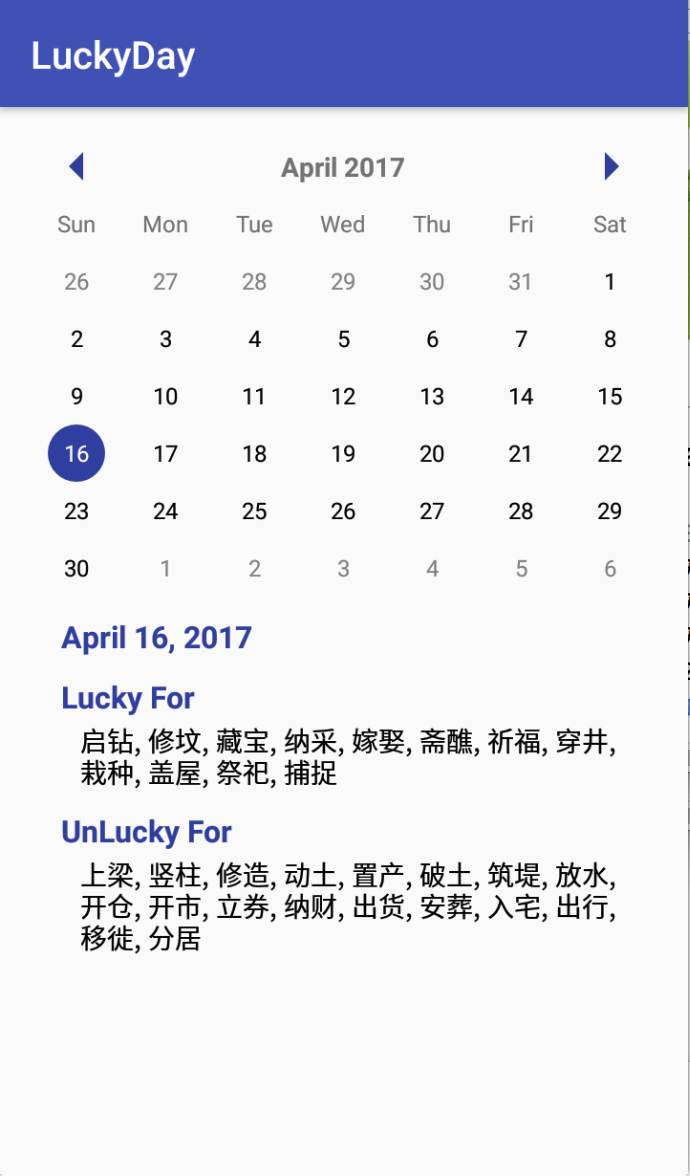 LuckyDay
April 2017
Sun Mon Tue Wed Thu Fri Sat
26 27 28 29 30 31 1
2 3 4 5 6 7 8
9 10 11 12 13 14 15
16 17 18 19 20 21 22
23 24 25 26 27 28 29
30 1 2 3 4 5 6
April 16, 2017
Lucky For
启钻, 修坟, 藏宝, 纳采, 嫁娶, 斋醮, 祈福, 穿井,
栽种, 盖屋, 祭祀, 捕捉
UnLucky For
上梁, 竖柱, 修造, 动土, 置产, 破土, 筑堤, 放水,
开仓, 开市, 立券, 纳财, 出货, 安葬, 入宅, 出行,
移徙, 分居